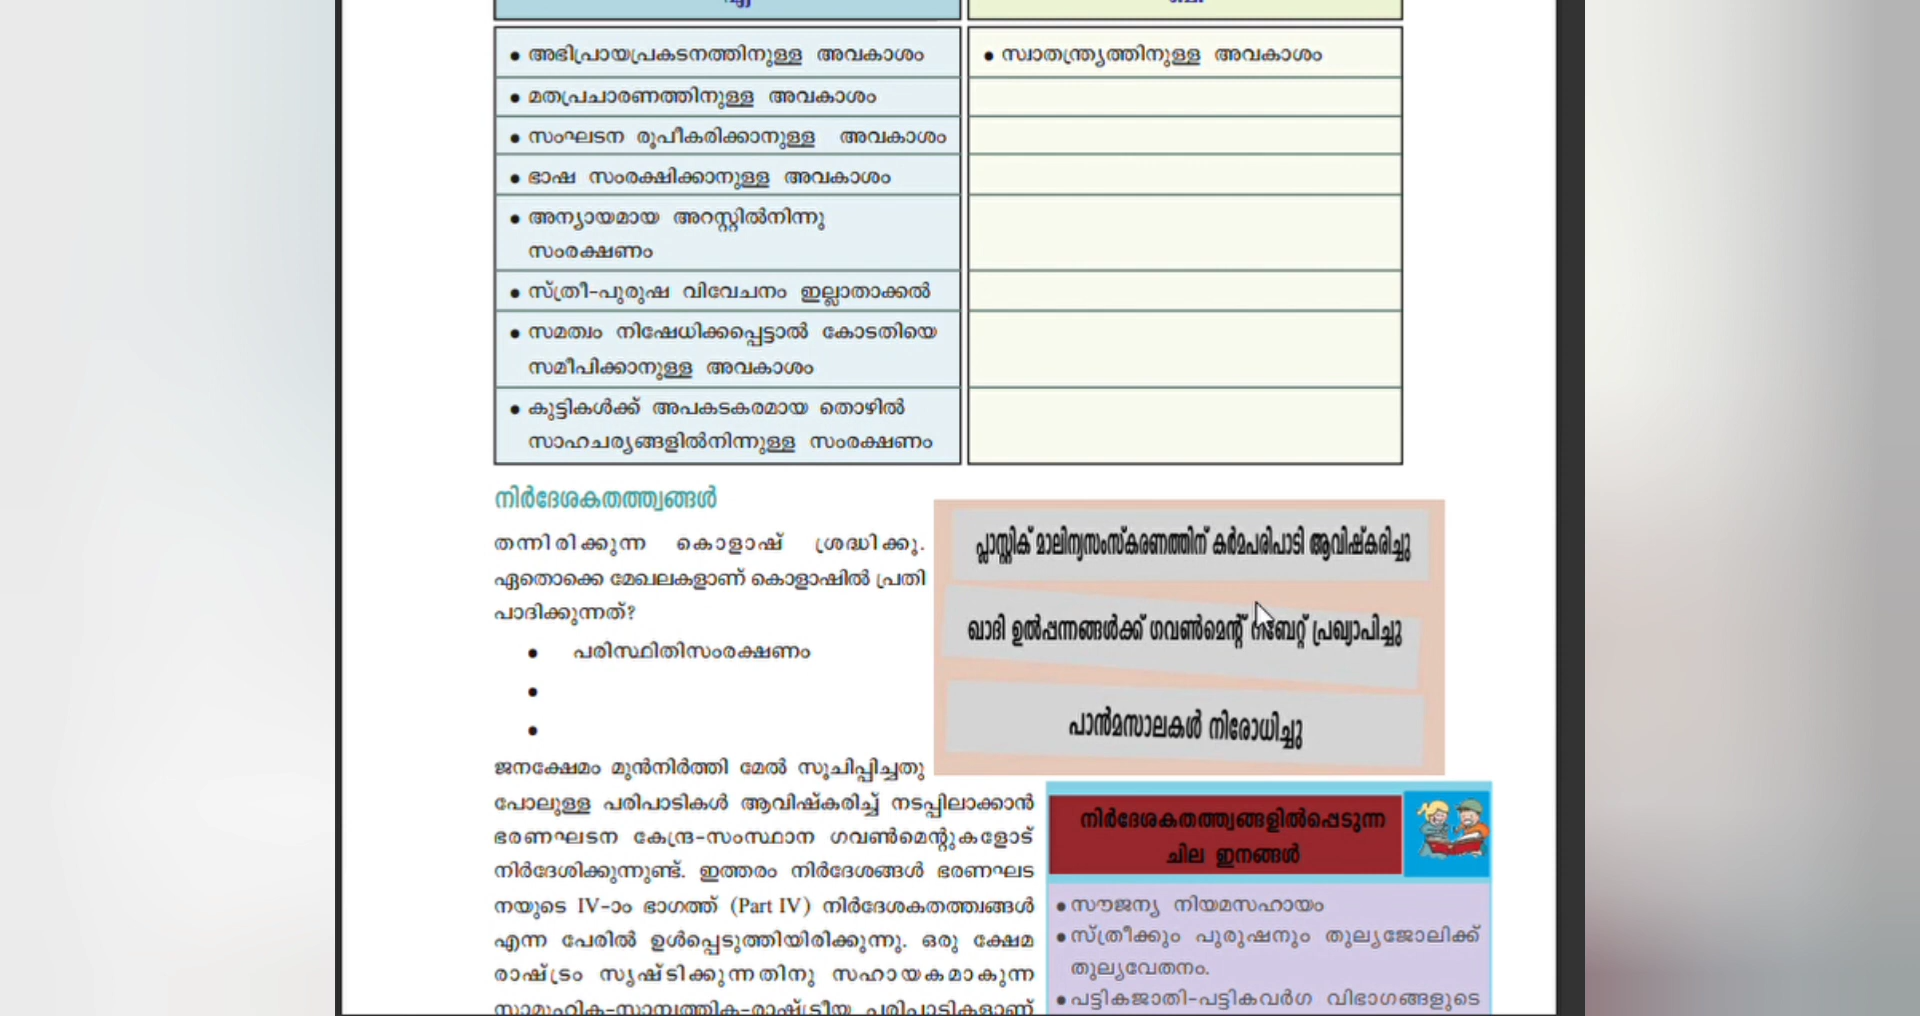 • അഭിപ്രായപ്രകടനത്തിനുള്ള അവകാശം
• സ്വാതന്ത്ര്യത്തിനുള്ള അവകാശം
• മതപ്രചാരണത്തിനുള്ള അവകാശം
• സംഘടന രൂപീകരിക്കാനുള്ള അവകാശം
• ഭാഷ സംരക്ഷിക്കാനുള്ള അവകാശം
• അന്യായമായ അറസ്റ്റിൽനിന്നു
സംരക്ഷണം
• സ്ത്രീ-പുരുഷ വിവേചനം ഇല്ലാതാക്കൽ
• സമത്വം നിഷേധിക്കപ്പെട്ടാൽ കോടതിയെ
സമീപിക്കാനുള്ള അവകാശം
• കുട്ടികൾക്ക് അപകടകരമായ തൊഴിൽ
സാഹചര്യങ്ങളിൽനിന്നുള്ള സംരക്ഷണം
നിർദേശകതത്ത്വങ്ങൾ
തന്നിരിക്കുന്ന കൊളാഷ് ശ്രദ്ധിക്കൂ.
ഏതൊക്കെ മേഖലകളാണ് കൊളാഷിൽ പ്രതി
പാദിക്കുന്നത്?
• പരിസ്ഥിതിസംരക്ഷണം
•
•
പ്ലാസ്റ്റിക് മാലിന്യസംസ്കരണത്തിന് കർമപരിപാടി ആവിഷ്കരിച്ചു
ഖാദി ഉൽപ്പന്നങ്ങൾക്ക് ഗവൺമെന്റ് റിബേറ്റ് പ്രഖ്യാപിച്ചു
പാൻമസാലകൾ നിരോധിച്ചു
ജനക്ഷേമം മുൻനിർത്തി മേൽ സൂചിപ്പിച്ചതു
പോലുള്ള പരിപാടികൾ ആവിഷ്കരിച്ച് നടപ്പിലാക്കാൻ
ഭരണഘടന കേന്ദ്ര-സംസ്ഥാന ഗവൺമെന്റുകളോട്
നിർദേശിക്കുന്നുണ്ട്. ഇത്തരം നിർദേശങ്ങൾ ഭരണഘട
നയുടെ IV-ാം ഭാഗത്ത് (Part IV) നിർദേശകതത്ത്വങ്ങൾ
എന്ന പേരിൽ ഉൾപ്പെടുത്തിയിരിക്കുന്നു. ഒരു ക്ഷേമ
രാഷ്ട്രം സൃഷ്ടിക്കുന്നതിനു സഹായകമാകുന്ന
സാമൂഹിക-സാമ്പത്തിക-രാഷ്ട്രീയ പരിപാടികളാണ്
നിർദേശകതത്ത്വങ്ങളിൽപ്പെടുന്ന
ചില ഇനങ്ങൾ
• സൗജന്യ നിയമസഹായം
• സ്ത്രീക്കും പുരുഷനും തുല്യജോലിക്ക്
തുല്യവേതനം.
• പട്ടികജാതി-പട്ടികവർഗ വിഭാഗങ്ങളുടെ